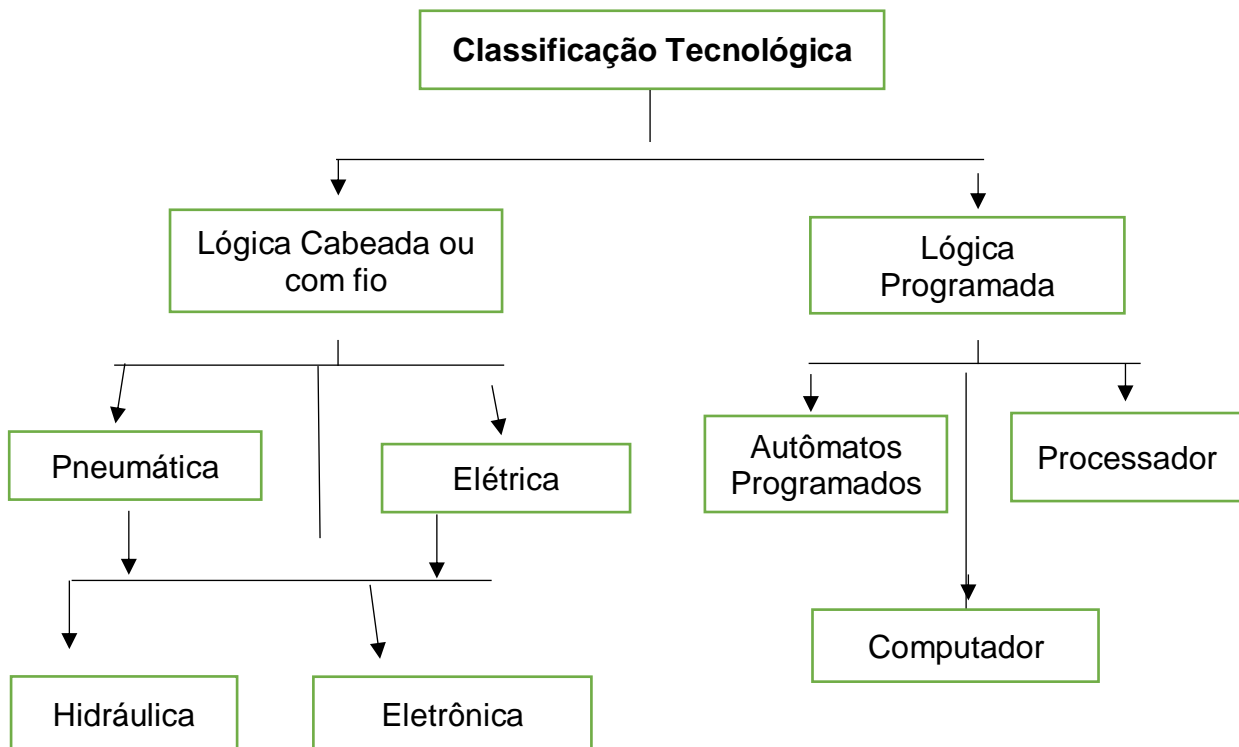 Classificação Tecnológica
Lógica Cabeada ou
com fio
Lógica
Programada
Pneumática
Elétrica
Autômatos
Programados
Processador
Computador
Hidráulica
Eletrônica